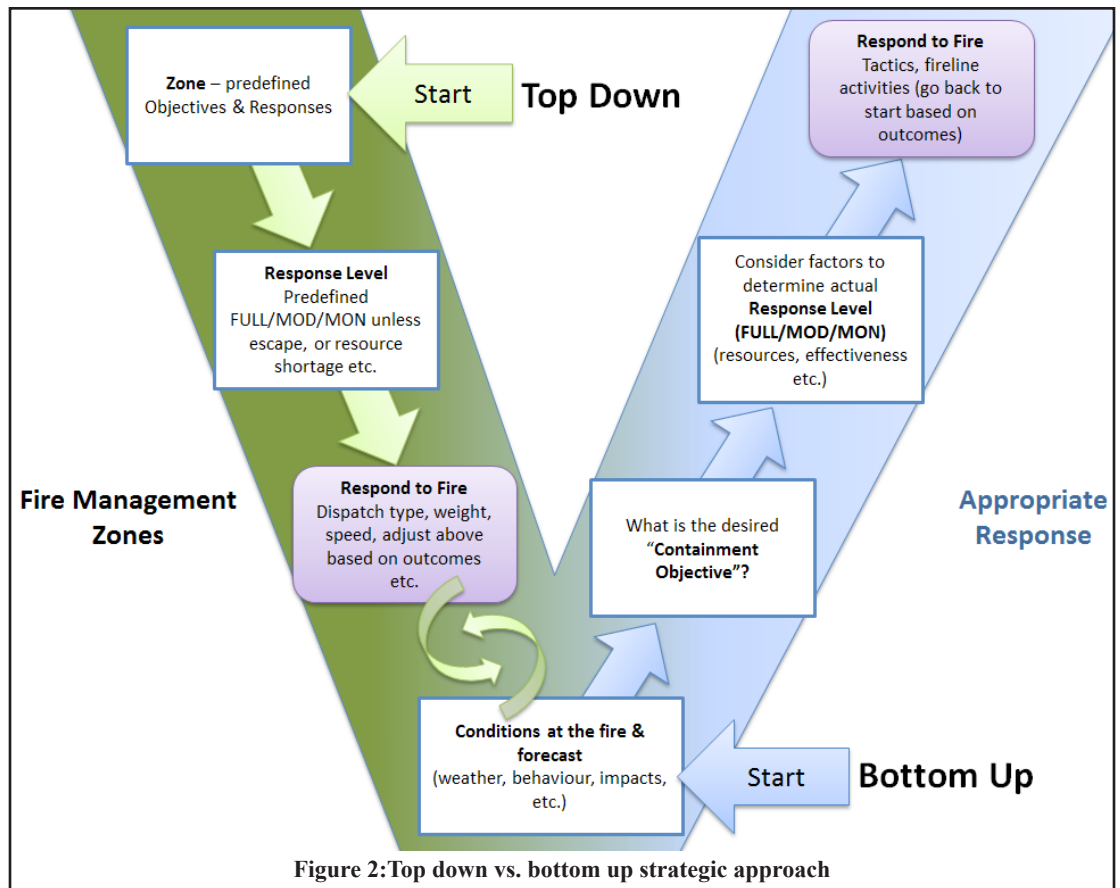 Zone – predefined
Objectives & Responses
Start
Top Down
Response Level
Predefined
FULL/MOD/MON unless
escape, or resource
shortage etc.
Respond to Fire
Dispatch type, weight,
speed, adjust above
based on outcomes
etc.
Fire Management
Zones
Conditions at the fire &
forecast
(weather, behaviour, impacts,
etc.)
Start
Bottom Up
What is the desired
“Containment
Objective”?
Consider factors to
determine actual
Response Level
(FULL/MOD/MON)
(resources, effectiveness
etc.)
Respond to Fire
Tactics, fireline
activities (go back to
start based on
outcomes)
Appropriate
Response
Figure 2:Top down vs. bottom up strategic approach